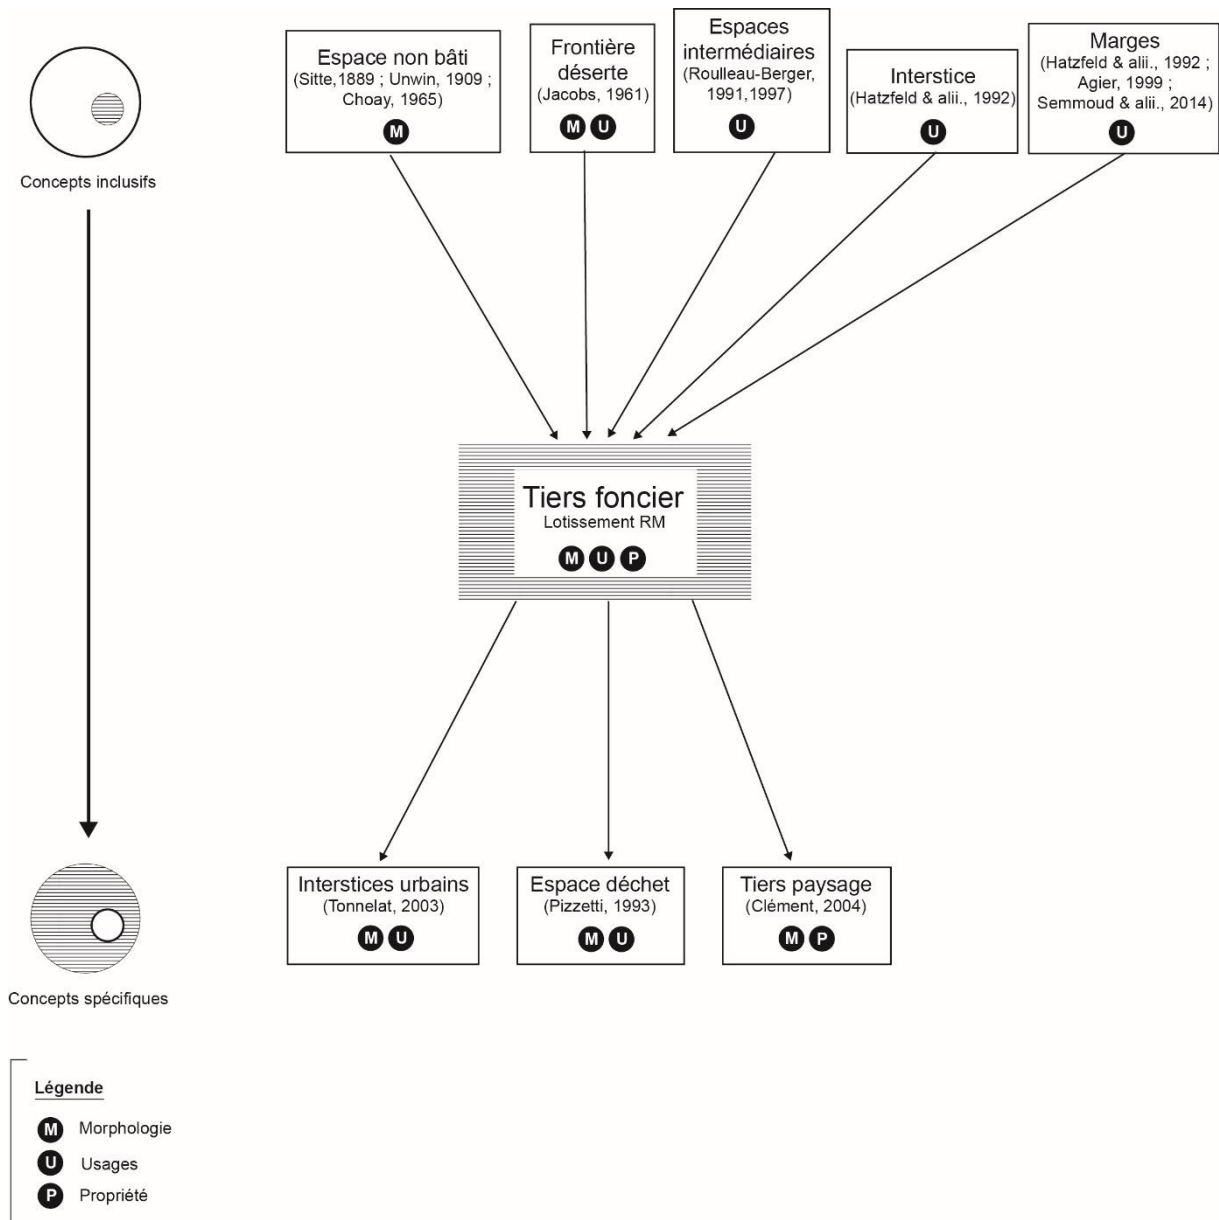 Espace non bâti
(Sitte,1889 ; Unwin, 1909 ;
Choay, 1965)
M
Frontière
déserte
(Jacobs, 1961)
M U
Espaces
intermédiaires
(Roulleau-Berger,
1991,1997)
U
Interstice
(Hatzfeld & alii., 1992)
U
Marges
(Hatzfeld & alii., 1992 ;
Agier, 1999 ;
Semmoud & alii., 2014)
U
Concepts inclusifs
Tiers foncier
Lotissement RM
M U P
Interstices urbains
(Tonnelat, 2003)
M U
Espace déchet
(Pizzetti, 1993)
M U
Tiers paysage
(Clément, 2004)
M P
Concepts spécifiques
Légende
M Morphologie
U Usages
P Propriété